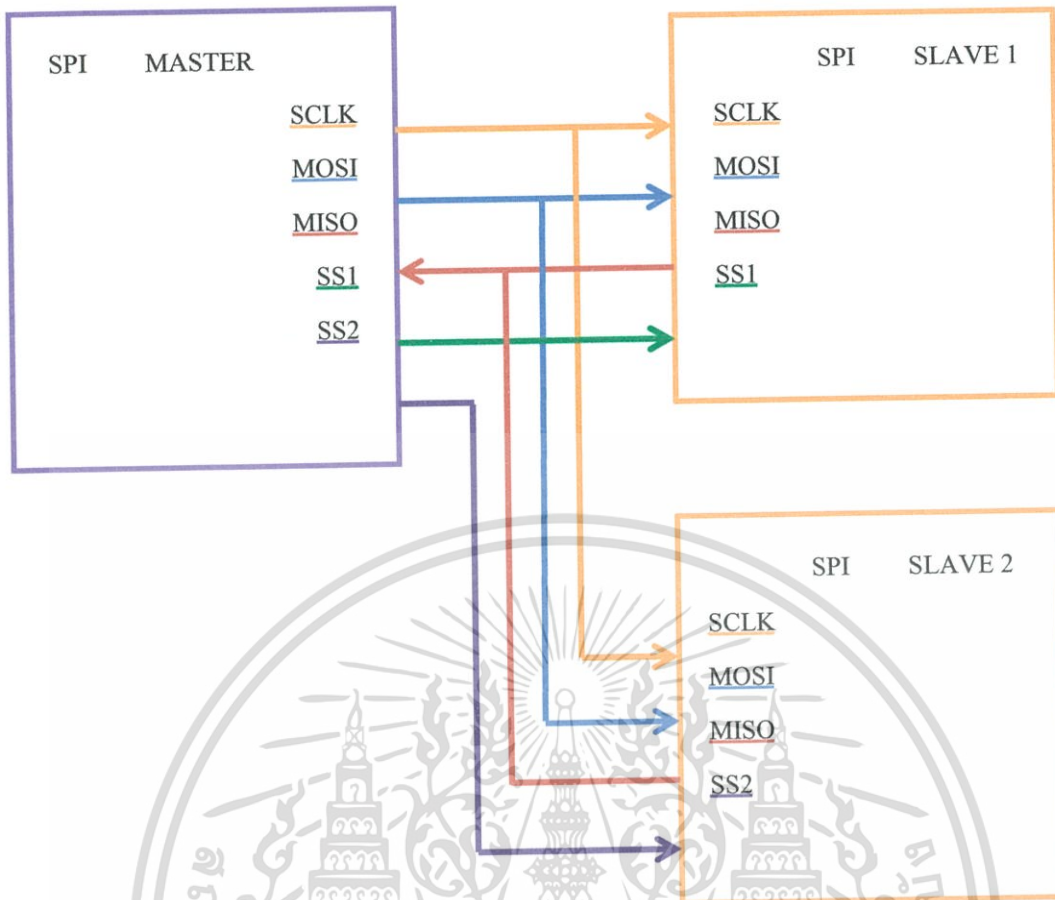 SPI MASTER
SCLK
MOSI
MISO
SS1
SS2
SPI SLAVE 1
SCLK
MOSI
MISO
SS1
SPI SLAVE 2
SCLK
MOSI
MISO
SS2